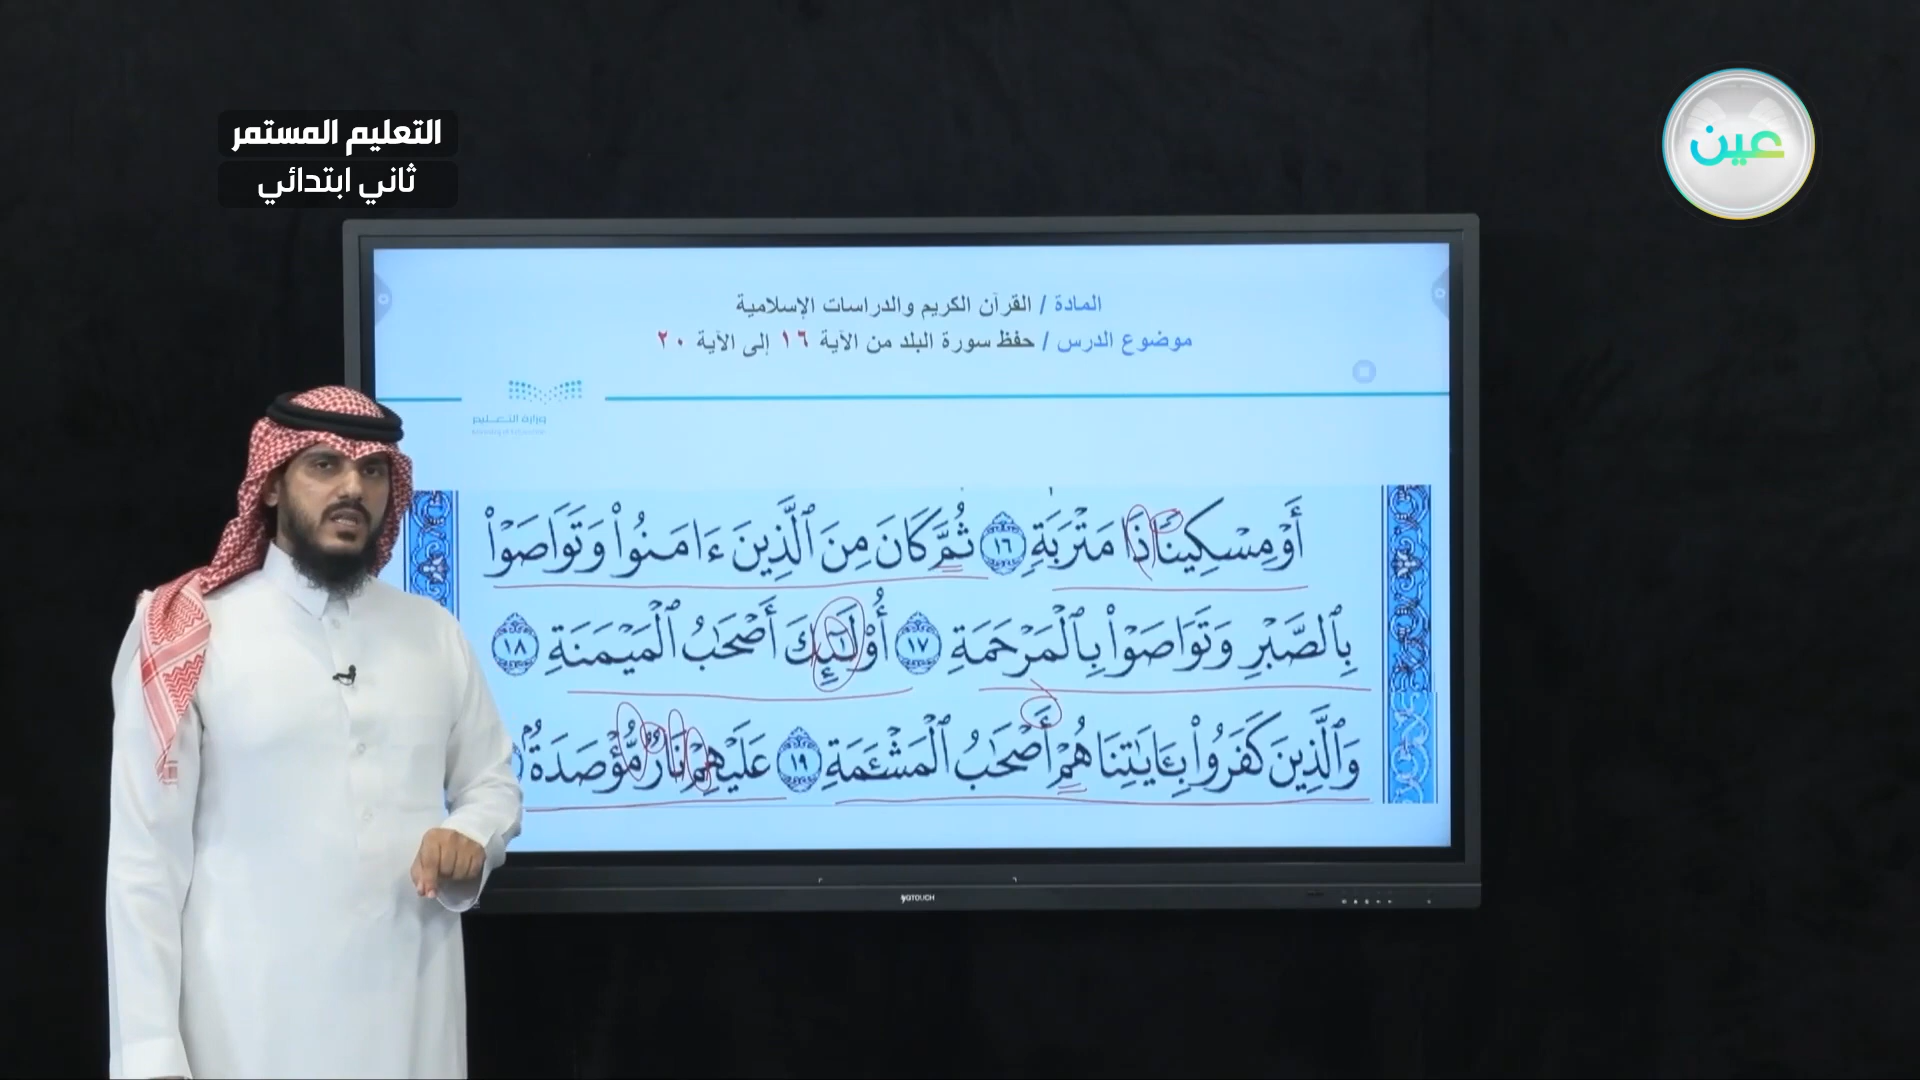 التعليم المستمر
ثاني ابتدائي
عين
المادة / القرآن الكريم والدراسات الإسلامية
موضوع الدرس / حفظ سورة البلد من الآية ١٦ إلى الآية ٢٠
وزارة التعليم
أَوْ مِسْكِينًا ذَا مَتْرَبَةٍ ١٦ ثُمَّ كَانَ مِنَ ٱلَّذِينَ ءَامَنُوا۟ وَتَوَاصَوْا۟
بِٱلصَّبْرِ وَتَوَاصَوْا۟ بِٱلْمَرْحَمَةِ ١٧ أُو۟لَٰٓئِكَ أَصْحَٰبُ ٱلْمَيْمَنَةِ ١٨
وَٱلَّذِينَ كَفَرُوا۟ بِـَٔايَٰتِنَا هُمْ أَصْحَٰبُ ٱلْمَشْـَٔمَةِ ١٩ عَلَيْهِمْ نَارٌ مُّؤْصَدَةٌۢ